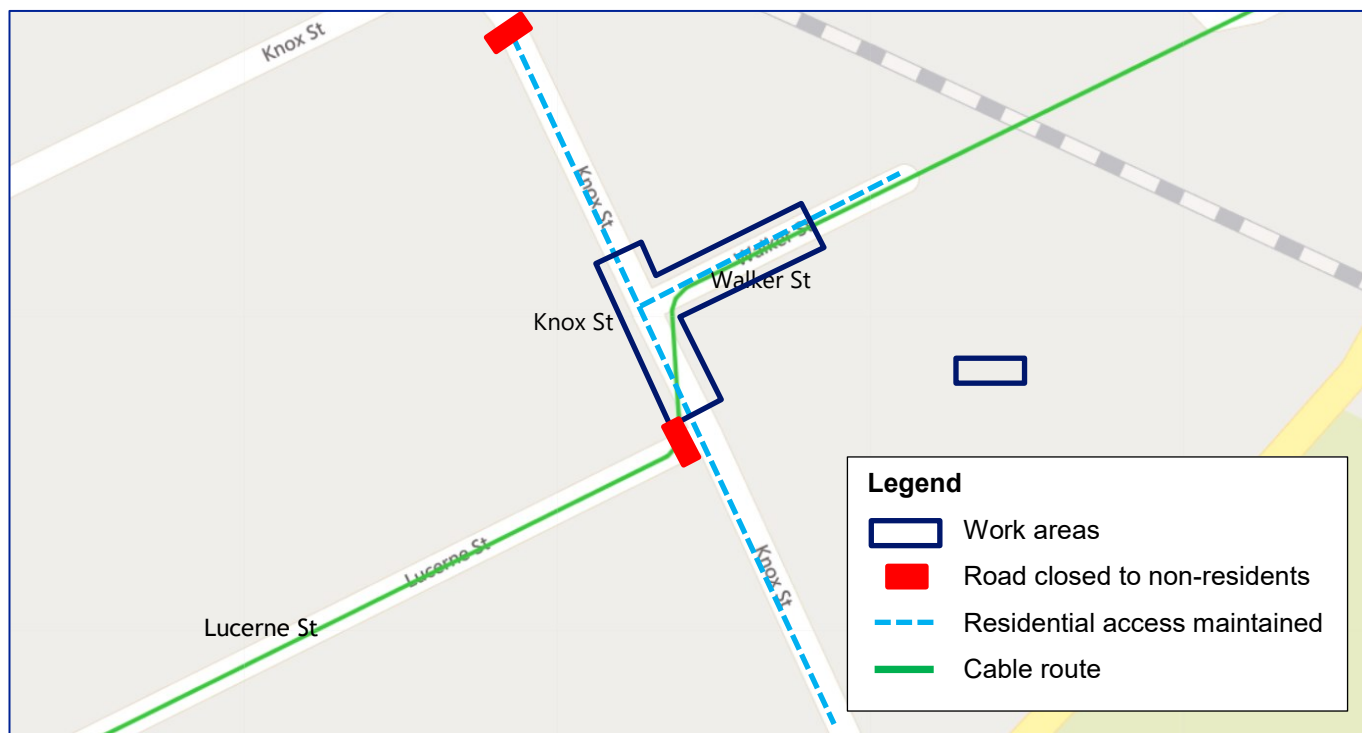 Knox St
Knox St
Walker St
Walker St
Knox St
Knox St
Lucerne St
Lucerne St
Legend
Work areas
Road closed to non-residents
Residential access maintained
Cable route